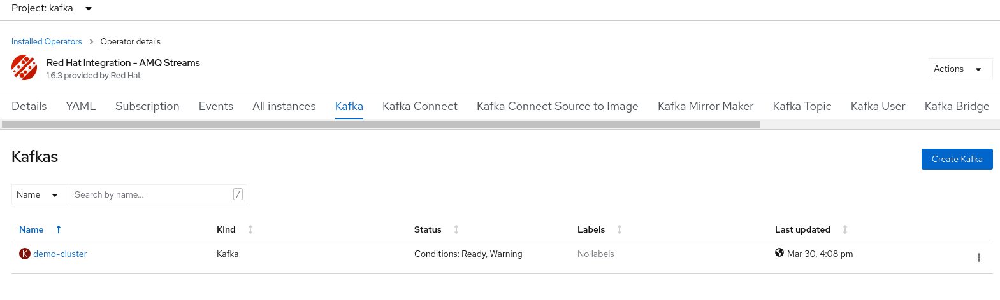 Project: kafka
Installed Operators > Operator details
Red Hat Integration - AMQ Streams
1.6.3 provided by Red Hat
Actions
Details YAML Subscription Events All instances Kafka Kafka Connect Kafka Connect Source to Image Kafka Mirror Maker Kafka Topic Kafka User Kafka Bridge
Kafkas
Create Kafka
Name Search by name... /
Name Kind Status Labels Last updated
K demo-cluster Kafka Conditions: Ready, Warning No labels Mar 30, 4:08 pm